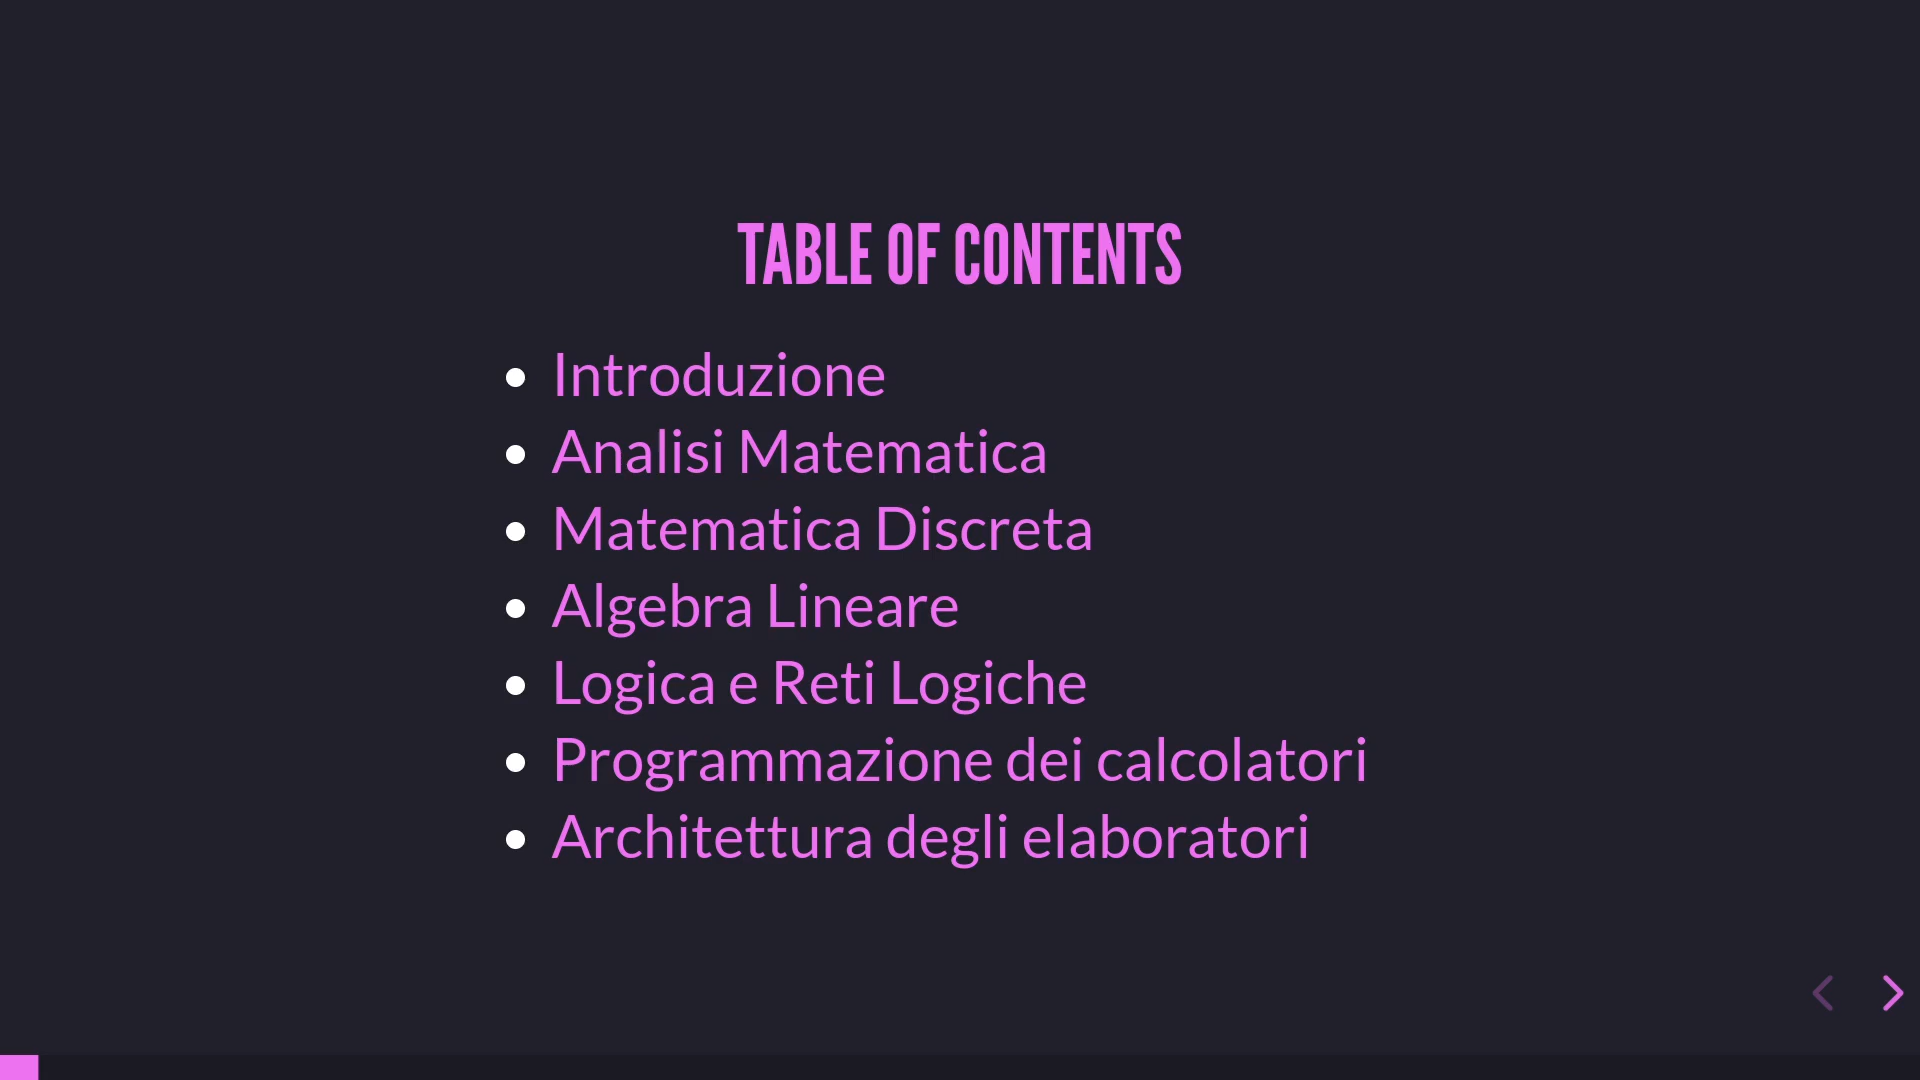 TABLE OF CONTENTS
Introduzione
Analisi Matematica
Matematica Discreta
Algebra Lineare
Logica e Reti Logiche
Programmazione dei calcolatori
Architettura degli elaboratori